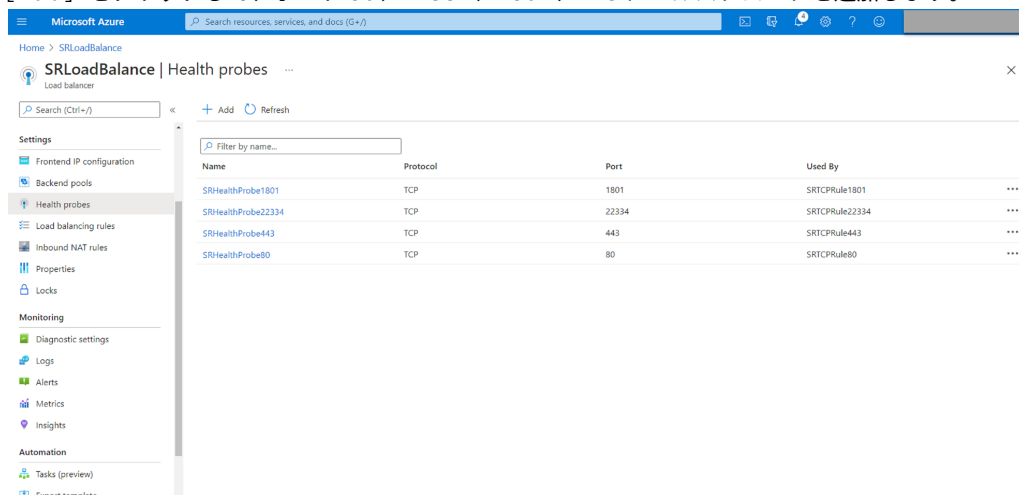 Microsoft Azure
Search resources, services, and docs (G+/)
4
Home > SRLoadBalance
SRLoadBalance | Health probes ...
Load balancer
Search (Ctrl+/)
«
+ Add Refresh
Settings
Frontend IP configuration
Backend pools
Health probes
Load balancing rules
Inbound NAT rules
Properties
Locks
Monitoring
Diagnostic settings
Logs
Alerts
Metrics
Insights
Automation
Tasks (preview)
Export template
Filter by name...
Name Protocol Port Used By
SRHealthProbe1801 TCP 1801 SRTCPRule1801 ...
SRHealthProbe22334 TCP 22334 SRTCPRule22334 ...
SRHealthProbe443 TCP 443 SRTCPRule443 ...
SRHealthProbe80 TCP 80 SRTCPRule80 ...